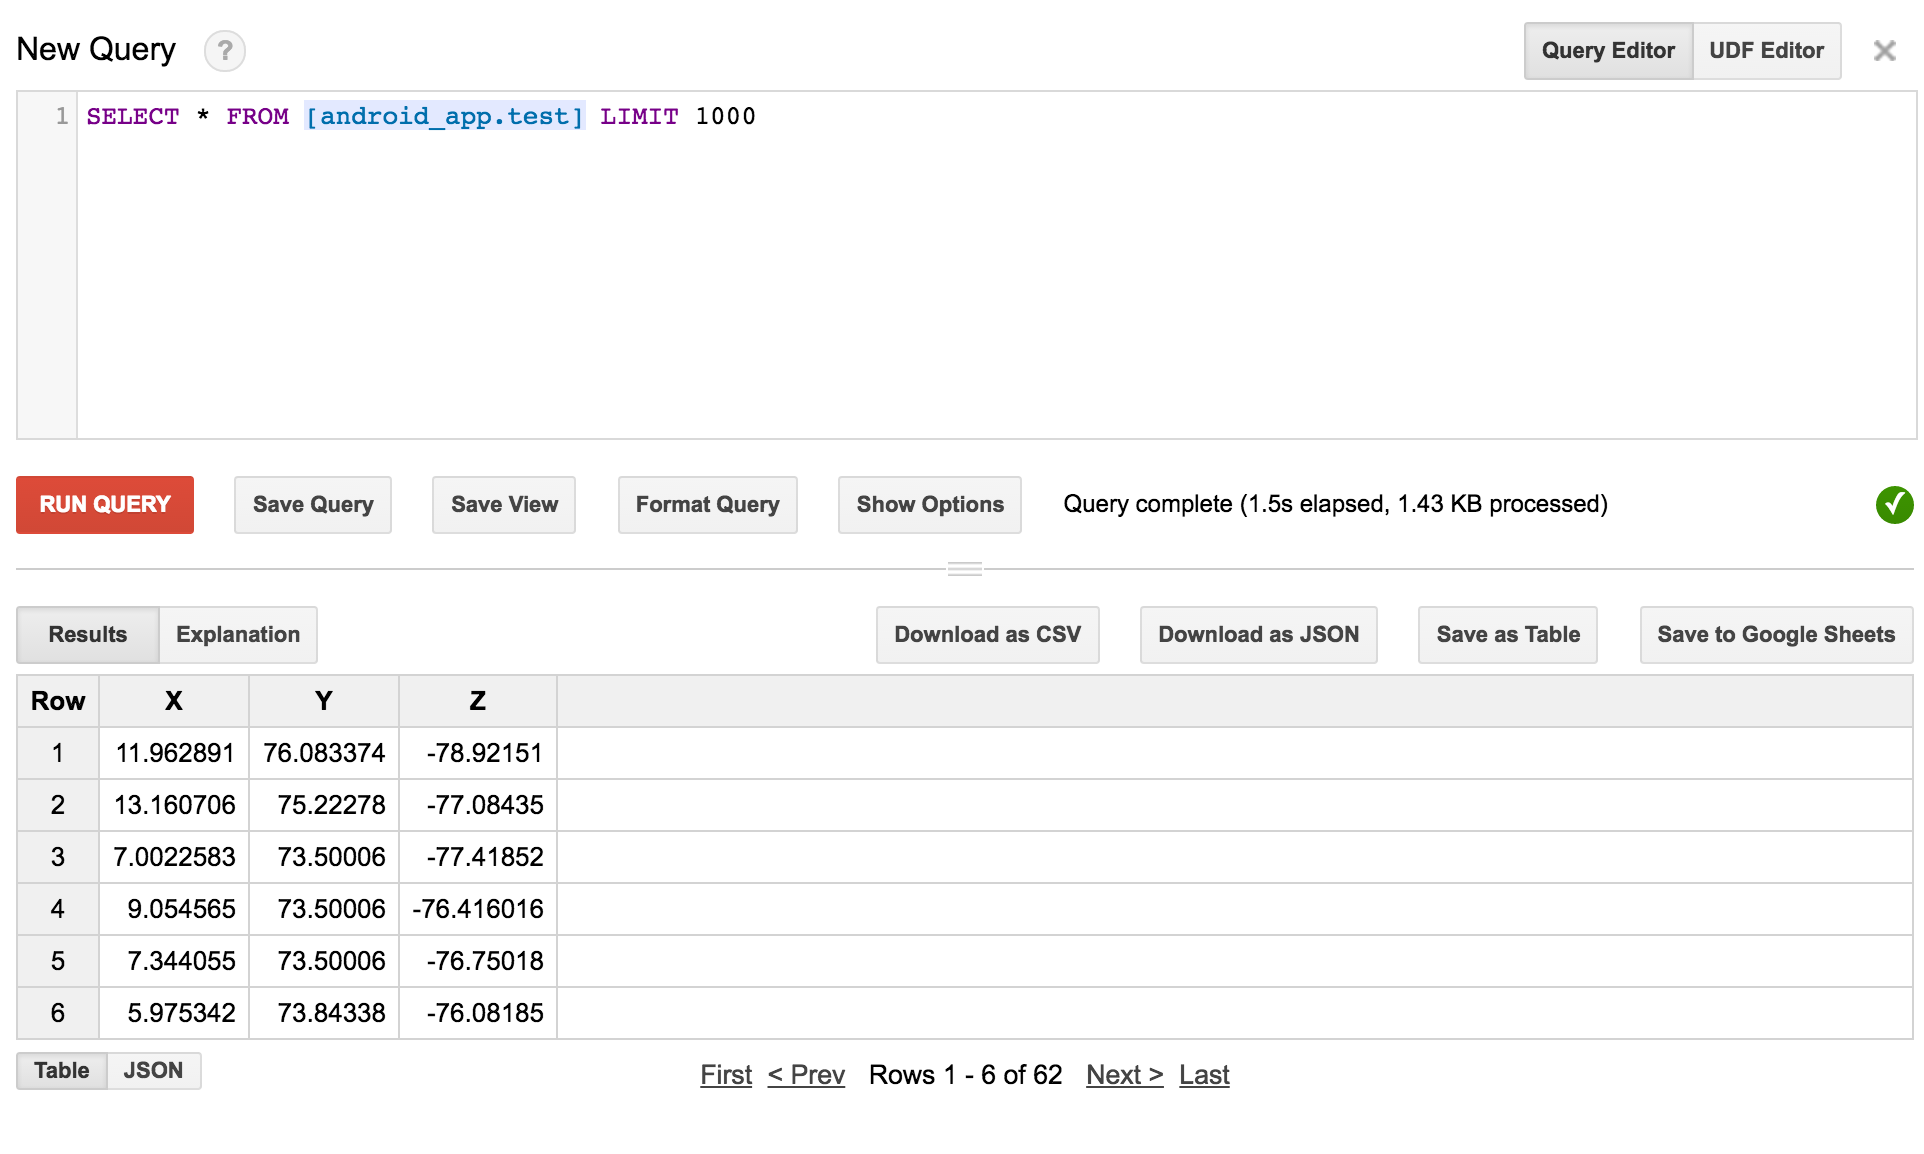 New Query ? Query Editor UDF Editor
1 SELECT * FROM [android_app.test] LIMIT 1000
RUN QUERY Save Query Save View Format Query Show Options Query complete (1.5s elapsed, 1.43 KB processed)
Results Explanation Download as CSV Download as JSON Save as Table Save to Google Sheets
Row X Y Z
1 11.962891 76.083374 -78.92151
2 13.160706 75.22278 -77.08435
3 7.0022583 73.50006 -77.41852
4 9.054565 73.50006 -76.416016
5 7.344055 73.50006 -76.75018
6 5.975342 73.84338 -76.08185
Table JSON First < Prev Rows 1 - 6 of 62 Next > Last